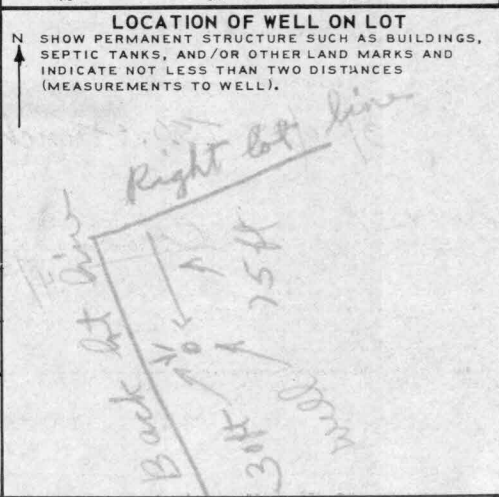 LOCATION OF WELL ON LOT
N
SHOW PERMANENT STRUCTURE SUCH AS BUILDINGS,
SEPTIC TANKS, AND/OR OTHER LAND MARKS AND
INDICATE NOT LESS THAN TWO DISTANCES
(MEASUREMENTS TO WELL).
Right lot line
Back lot line
75 ft
30 ft
Well